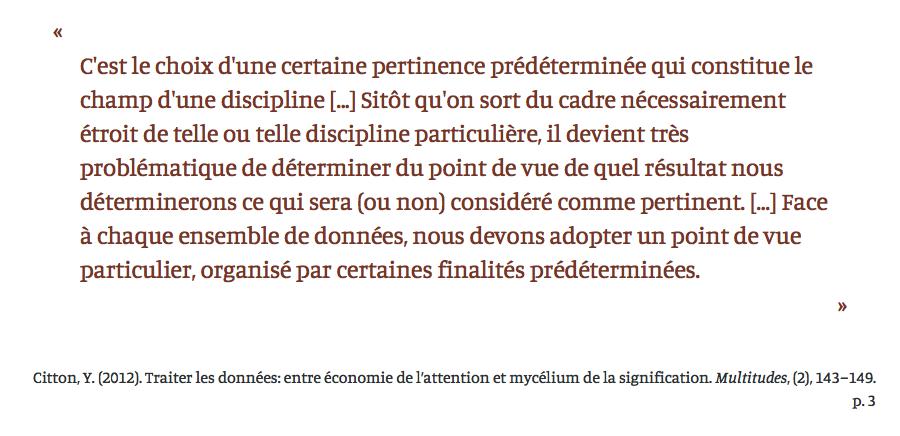 «
C'est le choix d'une certaine pertinence prédéterminée qui constitue le
champ d'une discipline [...] Sitôt qu'on sort du cadre nécessairement
étroit de telle ou telle discipline particulière, il devient très
problématique de déterminer du point de vue de quel résultat nous
déterminerons ce qui sera (ou non) considéré comme pertinent. [...] Face
à chaque ensemble de données, nous devons adopter un point de vue
particulier, organisé par certaines finalités prédéterminées.
»
Citton, Y. (2012). Traiter les données: entre économie de l'attention et mycélium de la signification. Multitudes, (2), 143–149.
p. 3